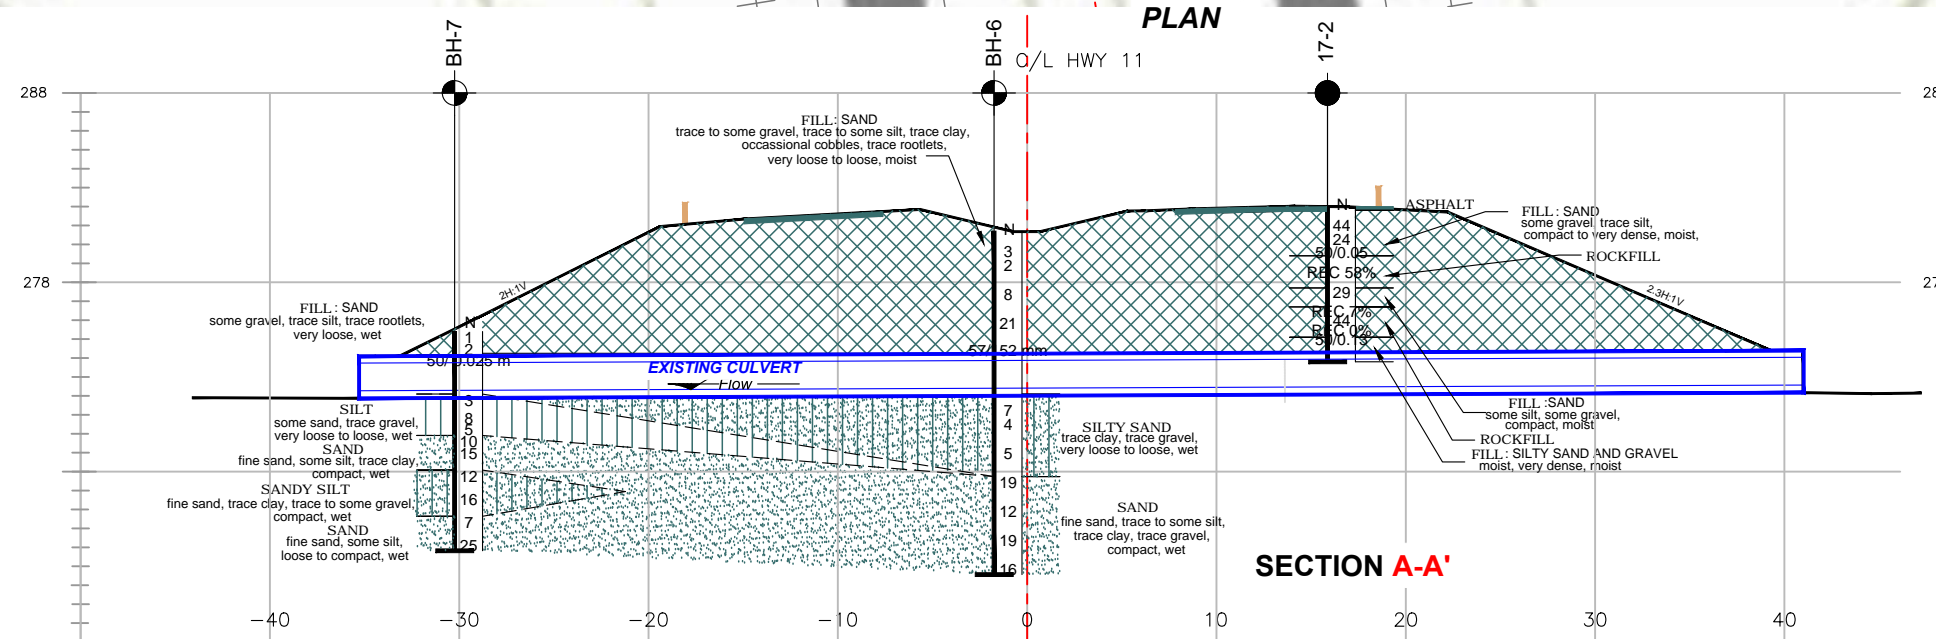 PLAN
BH-7
BH-6
17-2
C/L HWY 11
288
28
FILL: SAND
trace to some gravel, trace to some silt, trace clay,
occassional cobbles, trace rootlets,
very loose to loose, moist
N
44
24
50/0.05
REC 58%
29
REC 7%
44
REC 0%
50/0.13
ASPHALT
FILL: SAND
some gravel, trace silt,
compact to very dense, moist,
ROCKFILL
278
27
2H:1V
2.3H:1V
FILL: SAND
some gravel, trace silt, trace rootlets,
very loose, wet
N
1
2
50/ 0.025 m
3
8
5
10
15
12
16
7
25
N
3
2
8
21
57/ 52 mm
7
4
5
19
12
19
16
EXISTING CULVERT
Flow
SILT
some sand, trace gravel,
very loose to loose, wet
SAND
fine sand, some silt, trace clay,
compact, wet
SANDY SILT
fine sand, trace clay, trace to some gravel,
compact, wet
SAND
fine sand, some silt,
loose to compact, wet
SILTY SAND
trace clay, trace gravel,
very loose to loose, wet
SAND
fine sand, trace to some silt,
trace clay, trace gravel,
compact, wet
FILL: SAND
some silt, some gravel,
compact, moist
ROCKFILL
FILL: SILTY SAND AND GRAVEL
moist, very dense, moist
SECTION A-A'
-40
-30
-20
-10
0
10
20
30
40